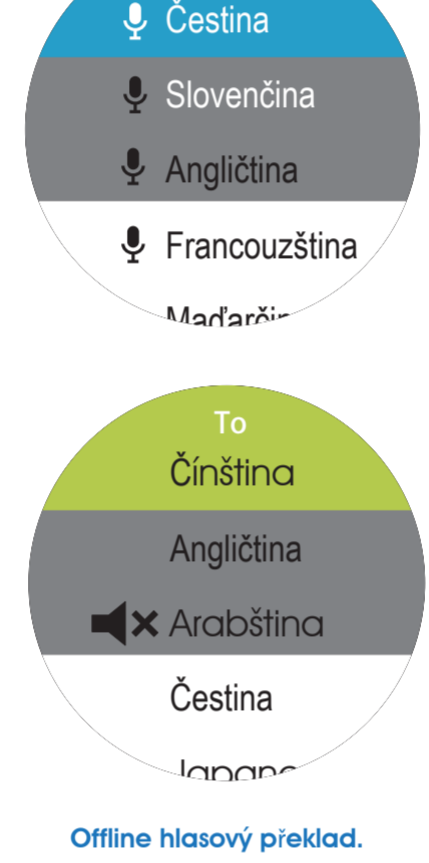 Čestina
Slovenčina
Angličtina
Francouzština
To
Čínština
Angličtina
Arabština
Čestina
Offline hlasový překlad.